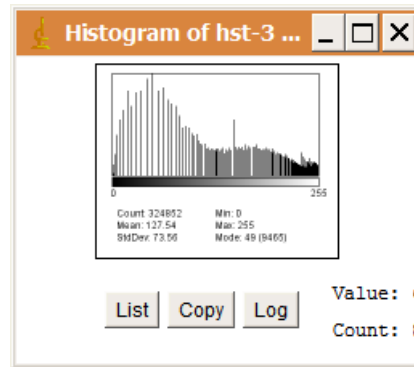 Histogram of hst-3 ...
0 255
Count: 324852 Min: 0
Mean: 127.54 Max: 255
StdDev: 73.56 Mode: 49 (9465)
List Copy Log
Value:
Count: